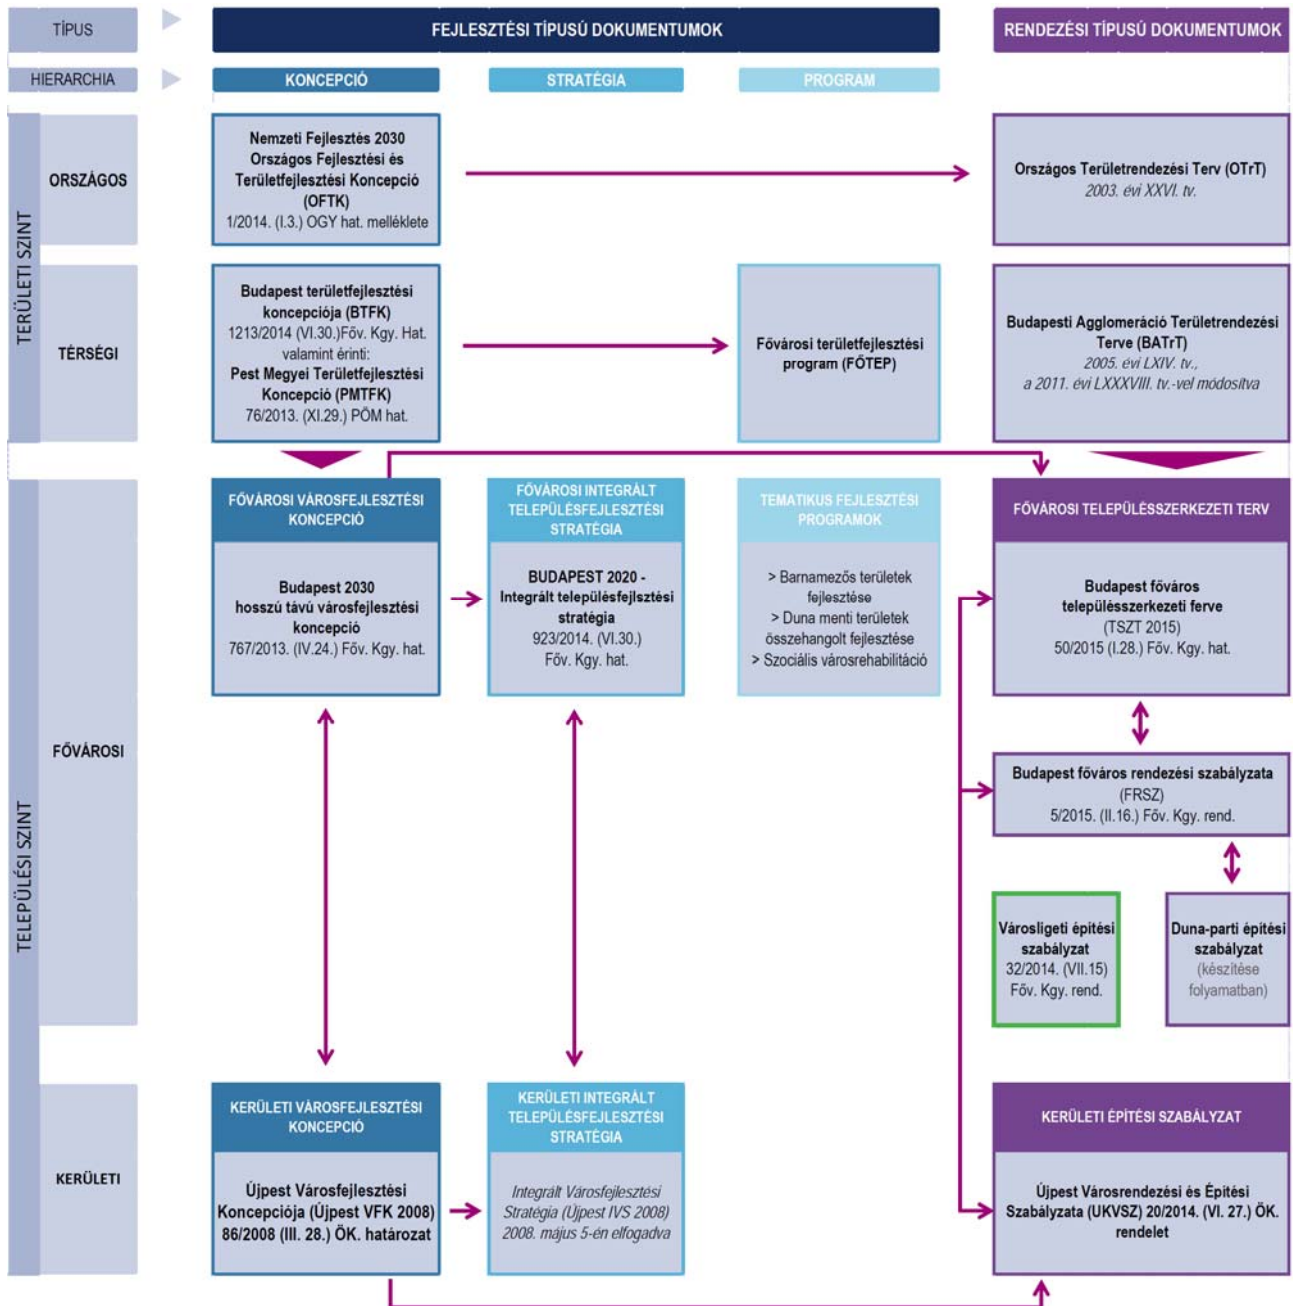 TÍPUS
FEJLESZTÉSI TÍPUSÚ DOKUMENTUMOK
RENDEZÉSI TÍPUSÚ DOKUMENTUMOK
HIERARCHIA
KONCEPCIÓ
STRATÉGIA
PROGRAM
TERÜLETI SZINT
ORSZÁGOS
Nemzeti Fejlesztés 2030
Országos Fejlesztési és
Területfejlesztési Koncepció
(OFTK)
1/2014. (I.3.) OGY hat. melléklete
Országos Területrendezési Terv (OTrT)
2003. évi XXVI. tv.
TÉRSÉGI
Budapest területfejlesztési
koncepciója (BTFK)
1213/2014 (VI.30.)Főv. Kgy. Hat.
valamint érinti:
Pest Megyei Területfejlesztési
Koncepció (PMTFK)
76/2013. (XI.29.) PÖM hat.
Fővárosi területfejlesztési
program (FŐTEP)
Budapesti Agglomeráció Területrendezési
Terve (BATrT)
2005. évi LXIV. tv.,
a 2011. évi LXXXVIII. tv.-vel módosítva
TELEPÜLÉSI SZINT
FŐVÁROSI
FŐVÁROSI VÁROSFEJLESZTÉSI
KONCEPCIÓ
Budapest 2030
hosszú távú városfejlesztési
koncepció
767/2013. (IV.24.) Főv. Kgy. hat.
FŐVÁROSI INTEGRÁLT
TELEPÜLÉSFEJLESZTÉSI
STRATÉGIA
BUDAPEST 2020 -
Integrált településfejlsztési
stratégia
923/2014. (VI.30.)
Főv. Kgy. hat.
TEMATIKUS FEJLESZTÉSI
PROGRAMOK
> Barnamezős területek
fejlesztése
> Duna menti területek
összehangolt fejlesztése
> Szociális városrehabilitáció
FŐVÁROSI TELEPÜLÉSSZERKEZETI TERV
Budapest főváros
településszerkezeti ferve
(TSZT 2015)
50/2015 (I.28.) Főv. Kgy. hat.
Budapest főváros rendezési szabályzata
(FRSZ)
5/2015. (II.16.) Főv. Kgy. rend.
Városligeti építési
szabályzat
32/2014. (VII.15)
Főv. Kgy. rend.
Duna-parti építési
szabályzat
(készítése
folyamatban)
KERÜLETI
KERÜLETI VÁROSFEJLESZTÉSI
KONCEPCIÓ
Újpest Városfejlesztési
Koncepciója (Újpest VFK 2008)
86/2008 (III. 28.) ÖK. határozat
KERÜLETI INTEGRÁLT
TELEPÜLÉSFEJLESZTÉSI
STRATÉGIA
Integrált Városfejlesztési
Stratégia (Újpest IVS 2008)
2008. május 5-én elfogadva
KERÜLETI ÉPÍTÉSI SZABÁLYZAT
Újpest Városrendezési és Építési
Szabályzata (UKVSZ) 20/2014. (VI. 27.) ÖK.
rendelet